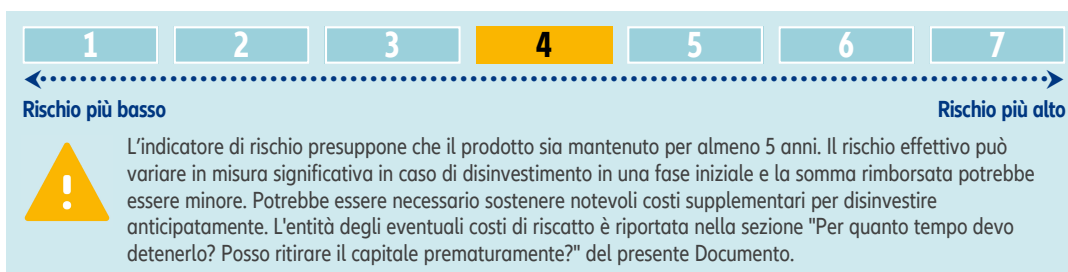 1 2 3 4 5 6 7
Rischio più basso Rischio più alto
L'indicatore di rischio presuppone che il prodotto sia mantenuto per almeno 5 anni. Il rischio effettivo può
variare in misura significativa in caso di disinvestimento in una fase iniziale e la somma rimborsata potrebbe
essere minore. Potrebbe essere necessario sostenere notevoli costi supplementari per disinvestire
anticipatamente. L'entità degli eventuali costi di riscatto è riportata nella sezione "Per quanto tempo devo
detenerlo? Posso ritirare il capitale prematuramente?" del presente Documento.